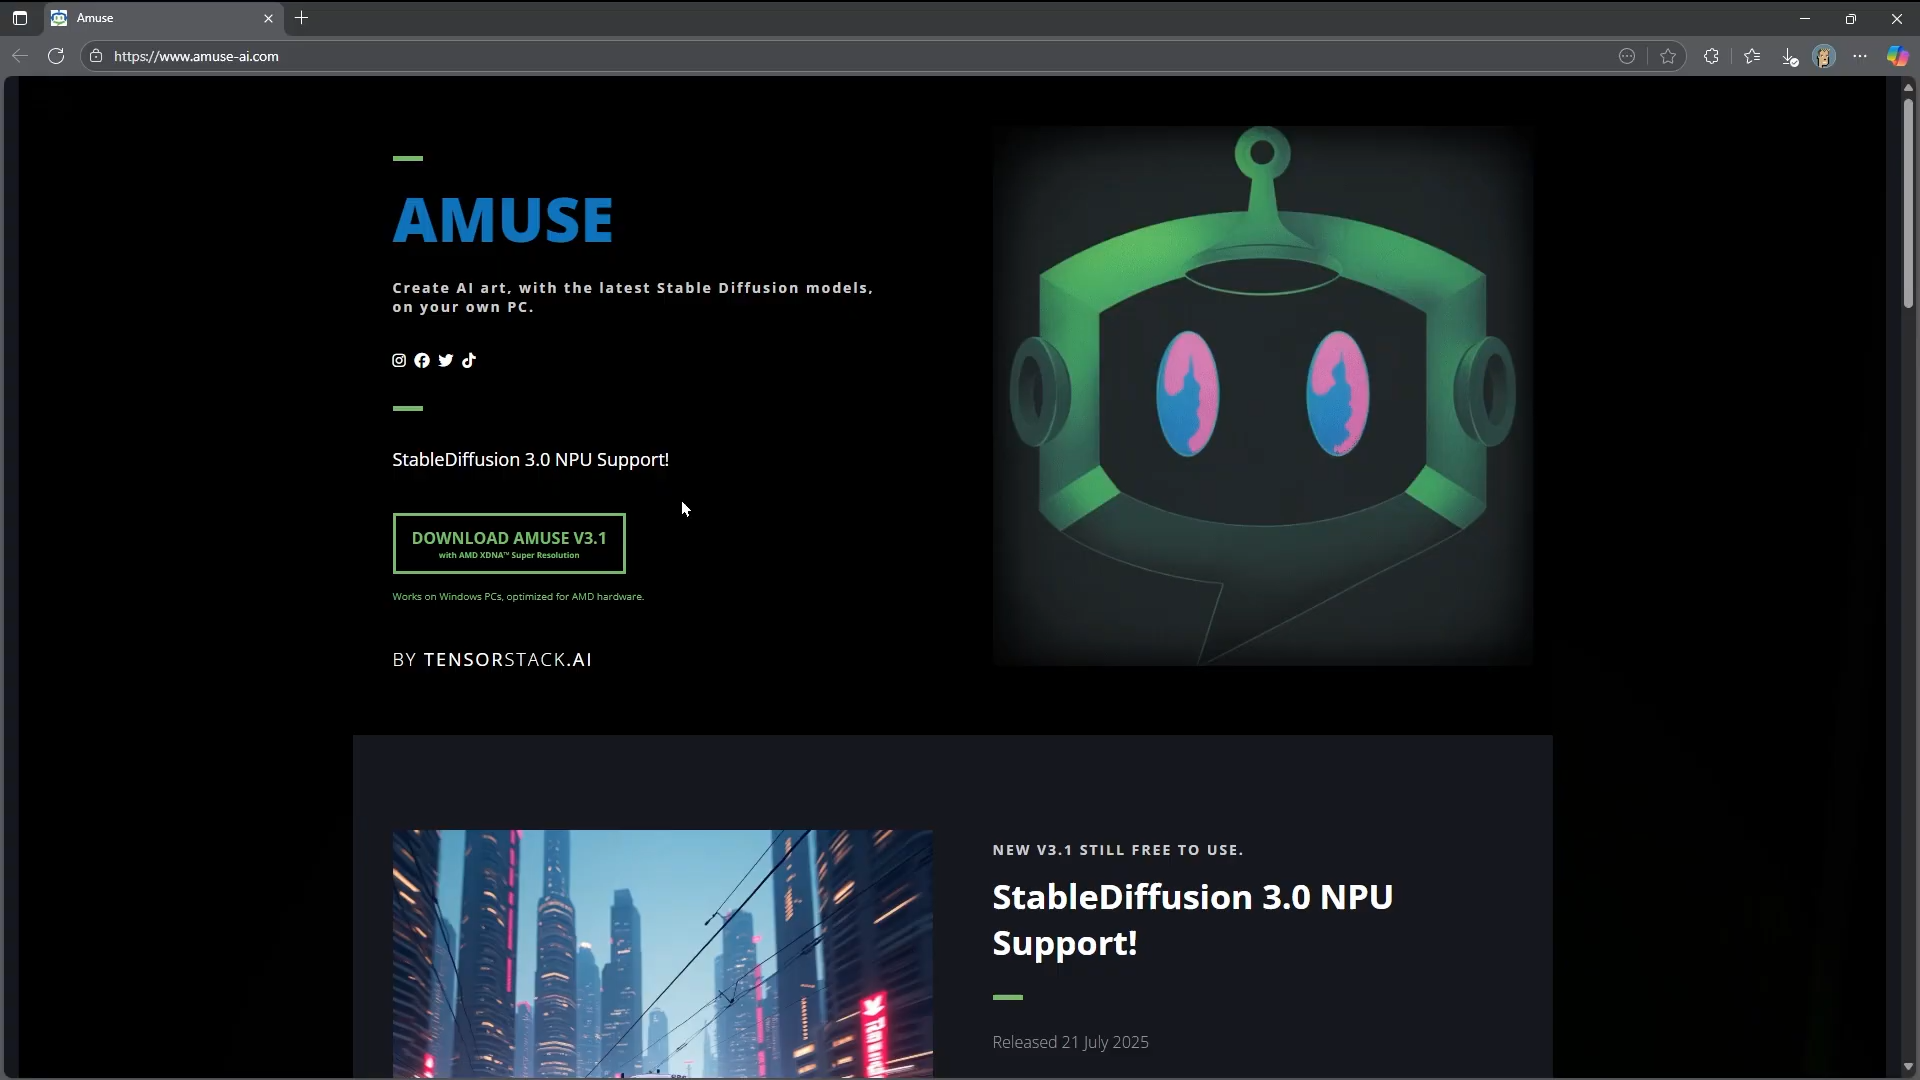 Amuse
https://www.amuse-ai.com
AMUSE
Create AI art, with the latest Stable Diffusion models,
on your own PC.
StableDiffusion 3.0 NPU Support!
DOWNLOAD AMUSE V3.1
with AMD XDNA™ Super Resolution
Works on Windows PCs, optimized for AMD hardware.
BY TENSORSTACK.AI
NEW V3.1 STILL FREE TO USE.
StableDiffusion 3.0 NPU
Support!
Released 21 July 2025